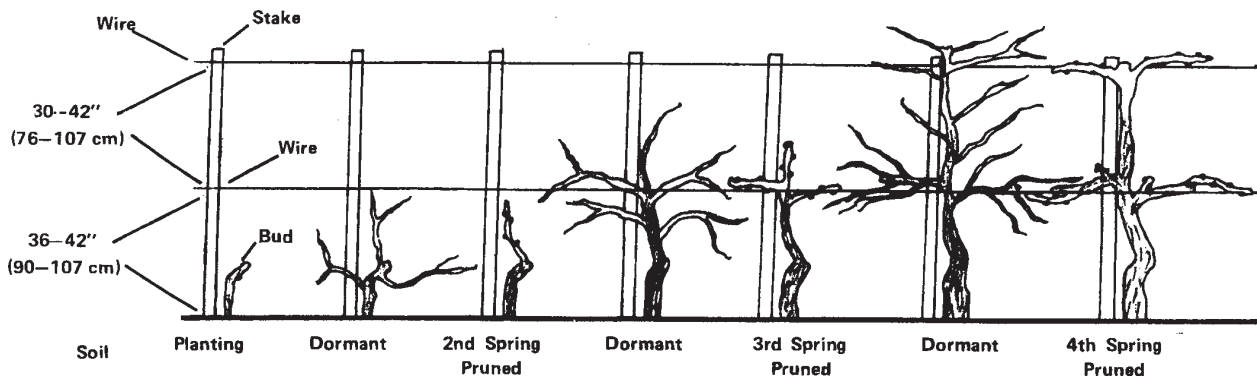 Stake
Wire
30--42"
(76—107 cm)
Wire
36—42"
(90—107 cm)
Bud
Soil
Planting
Dormant
2nd Spring
Pruned
Dormant
3rd Spring
Pruned
Dormant
4th Spring
Pruned